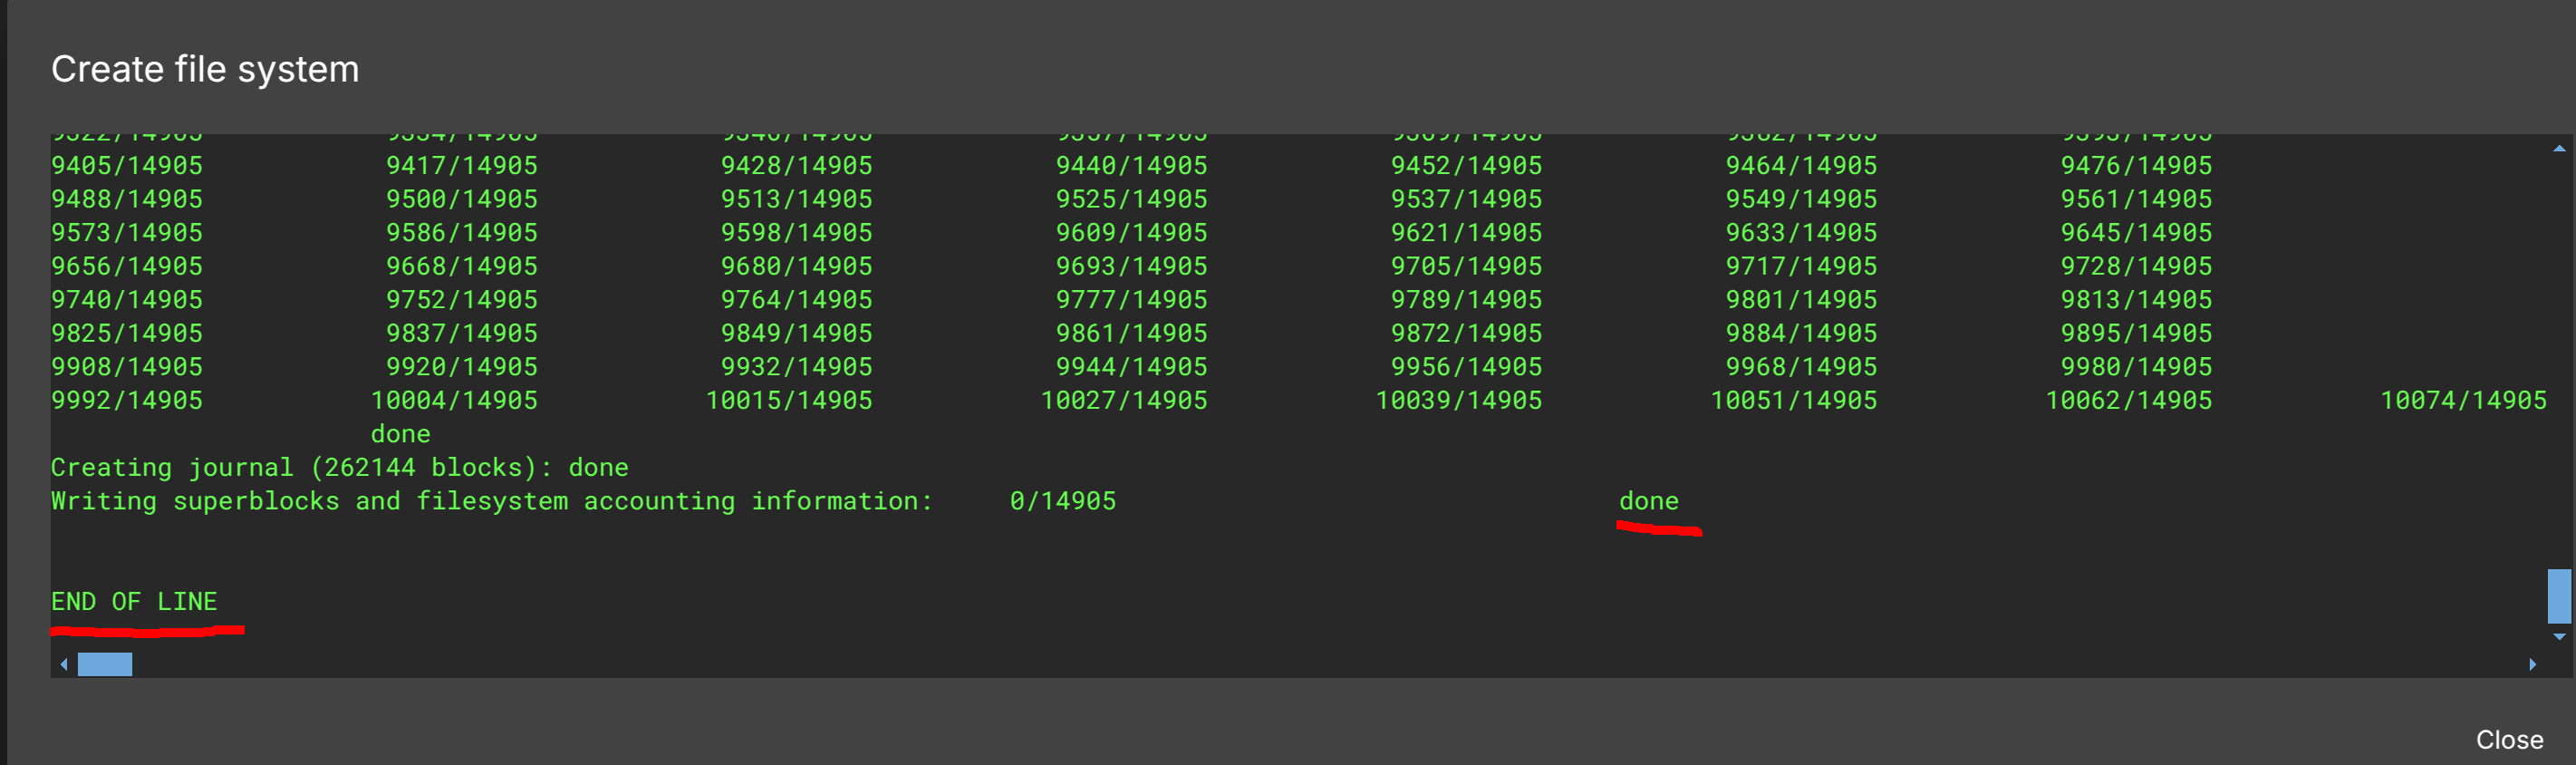 Create file system
9405/14905 9417/14905 9428/14905 9440/14905 9452/14905 9464/14905 9476/14905
9488/14905 9500/14905 9513/14905 9525/14905 9537/14905 9549/14905 9561/14905
9573/14905 9586/14905 9598/14905 9609/14905 9621/14905 9633/14905 9645/14905
9656/14905 9668/14905 9680/14905 9693/14905 9705/14905 9717/14905 9728/14905
9740/14905 9752/14905 9764/14905 9777/14905 9789/14905 9801/14905 9813/14905
9825/14905 9837/14905 9849/14905 9861/14905 9872/14905 9884/14905 9895/14905
9908/14905 9920/14905 9932/14905 9944/14905 9956/14905 9968/14905 9980/14905
9992/14905 10004/14905 10015/14905 10027/14905 10039/14905 10051/14905 10062/14905 10074/14905
done
Creating journal (262144 blocks): done
Writing superblocks and filesystem accounting information: 0/14905 done
END OF LINE
Close